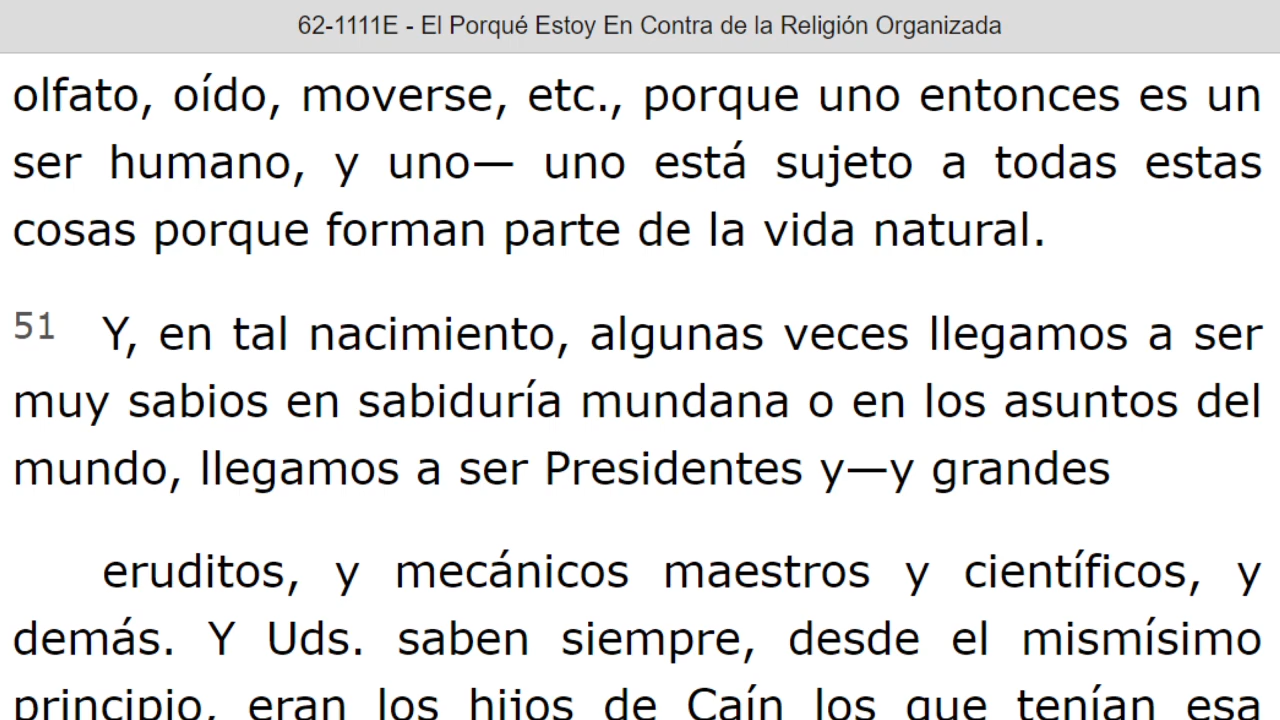 62-1111E - El Porqué Estoy En Contra de la Religión Organizada
olfato, oído, moverse, etc., porque uno entonces es un
ser humano, y uno— uno está sujeto a todas estas
cosas porque forman parte de la vida natural.
51 Y, en tal nacimiento, algunas veces llegamos a ser
muy sabios en sabiduría mundana o en los asuntos del
mundo, llegamos a ser Presidentes y—y grandes
eruditos, y mecánicos maestros y científicos, y
demás. Y Uds. saben siempre, desde el mismísimo
principio, eran los hijos de Caín los que tenían esa